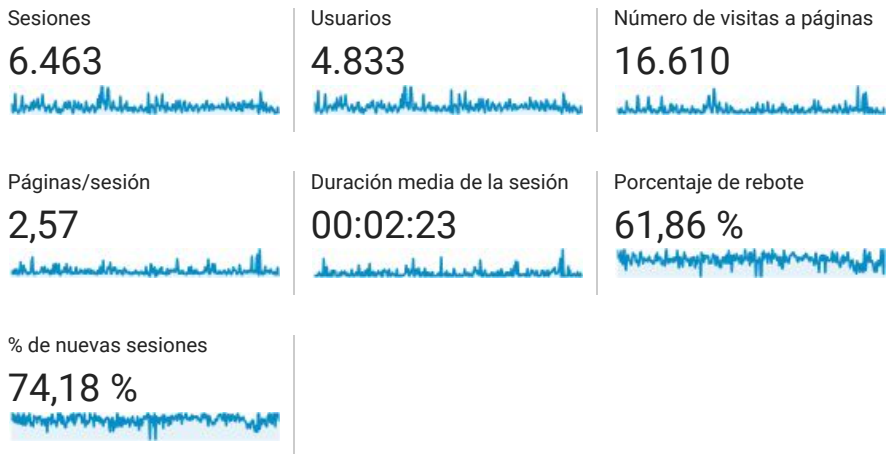 Sesiones
6.463
Usuarios
4.833
Número de visitas a páginas
16.610
Páginas/sesión
2,57
Duración media de la sesión
00:02:23
Porcentaje de rebote
61,86 %
% de nuevas sesiones
74,18 %